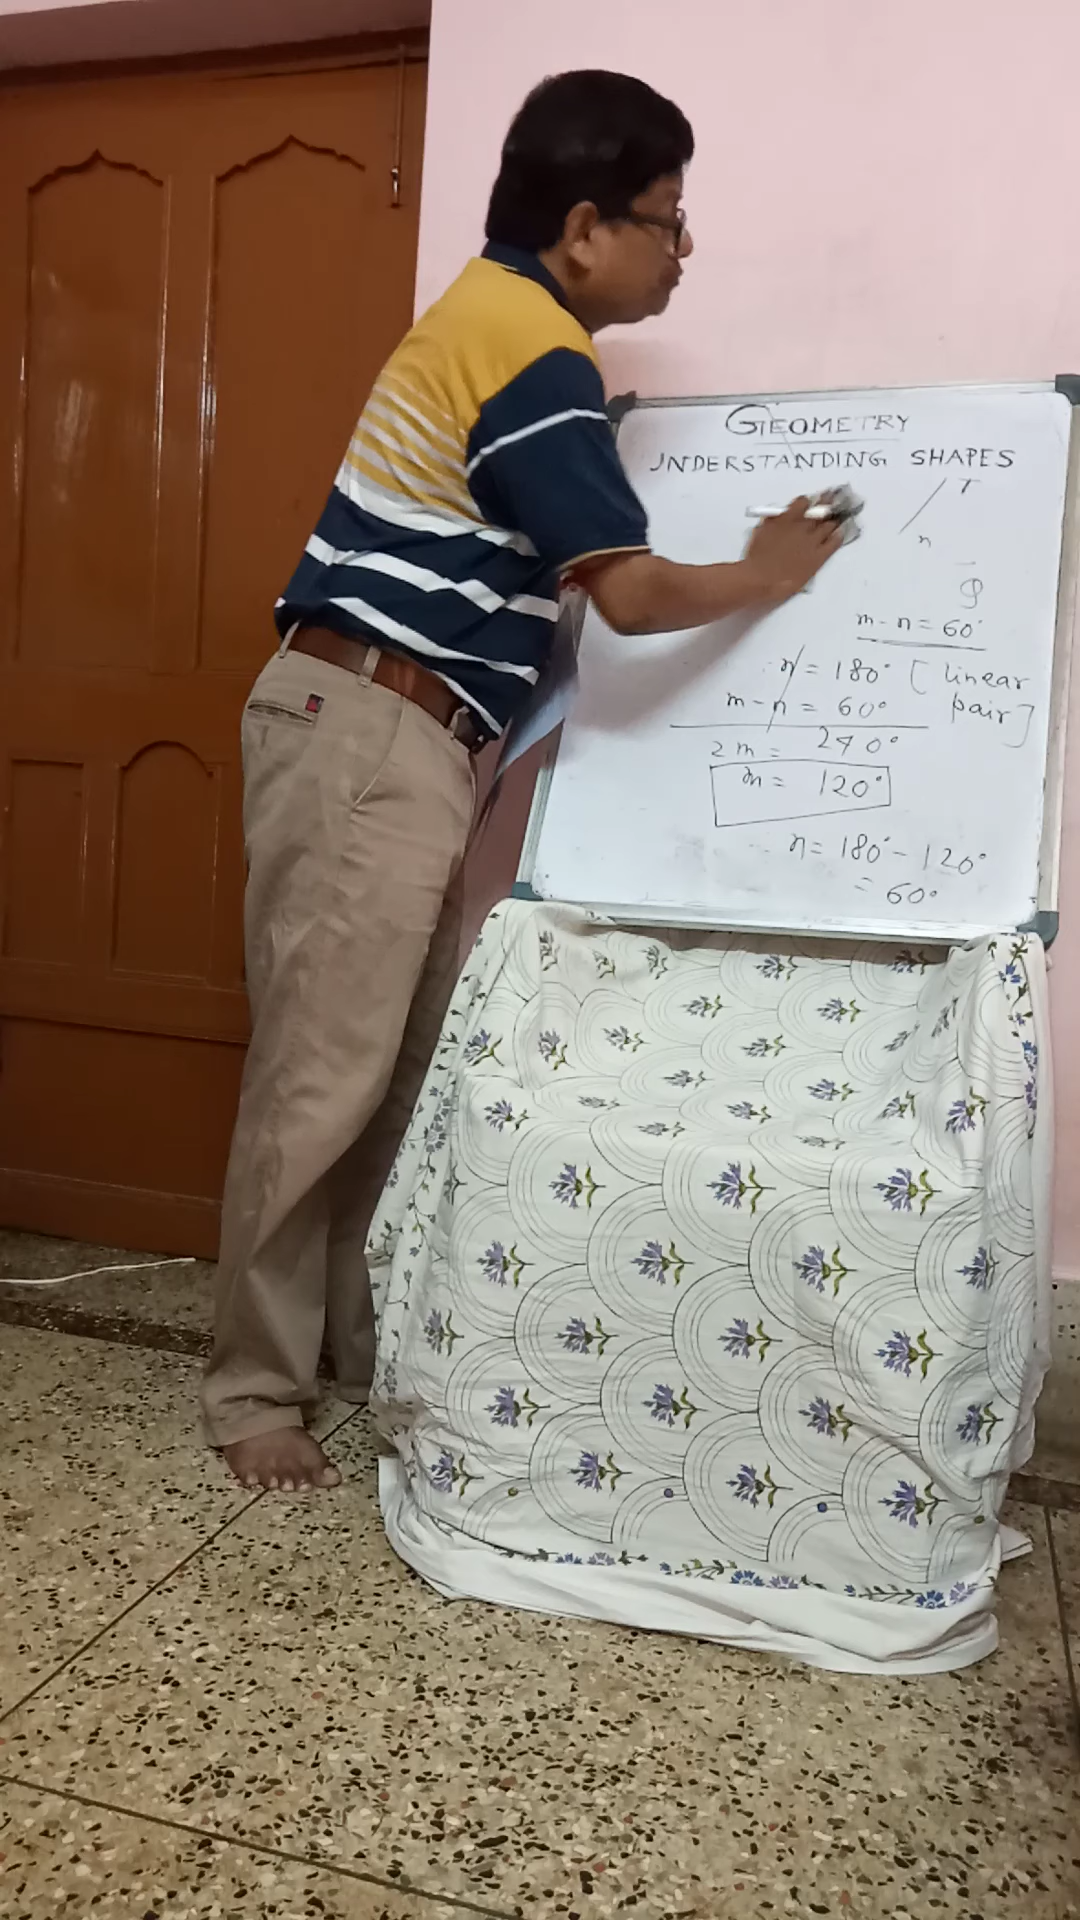 GEOMETRY
UNDERSTANDING SHAPES
T
n
Q
m - n = 60°
n = 180° [linear
pair]
m - n = 60°
2m = 240°
m = 120°
n = 180° - 120°
= 60°